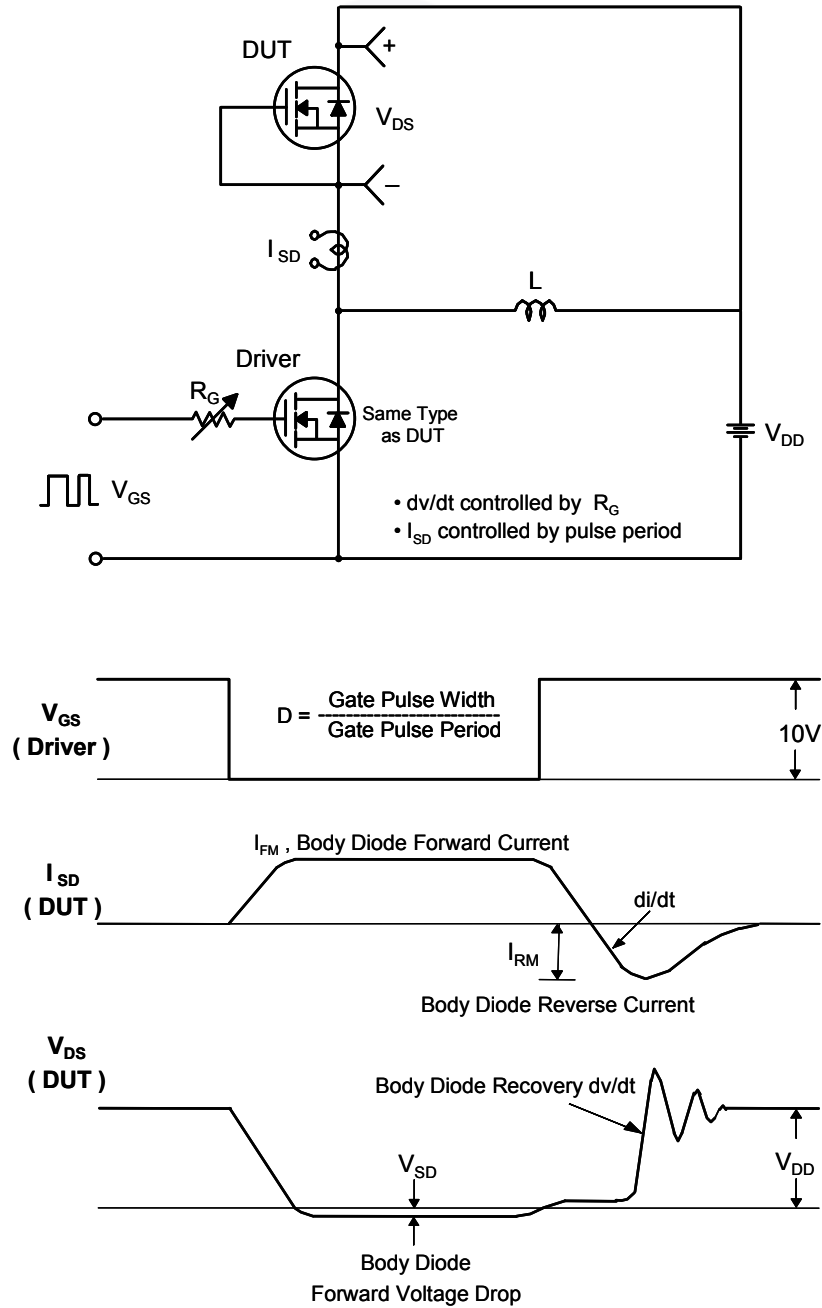 DUT
+
V_DS
–
I_SD
L
Driver
R_G
Same Type
as DUT
V_DD
V_GS
• dv/dt controlled by R_G
• I_SD controlled by pulse period
V_GS
( Driver )
D = Gate Pulse Width
Gate Pulse Period
10V
I_FM , Body Diode Forward Current
I_SD
( DUT )
di/dt
I_RM
Body Diode Reverse Current
V_DS
( DUT )
Body Diode Recovery dv/dt
V_SD
V_DD
Body Diode
Forward Voltage Drop